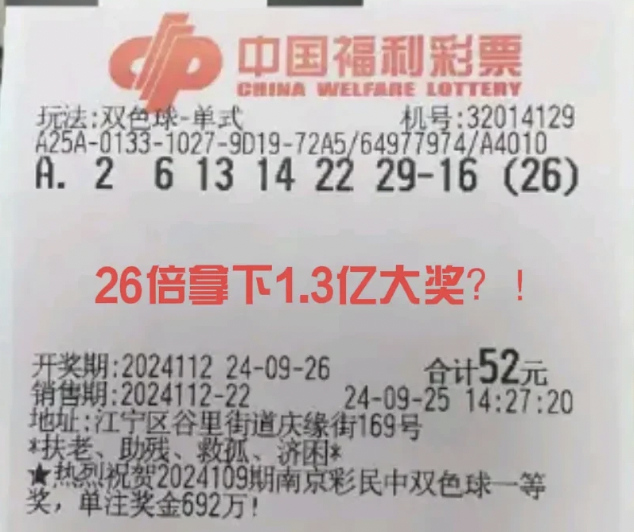 中国福利彩票
CHINA WELFARE LOTTERY
玩法:双色球-单式 机号:32014129
A25A-0133-1027-9D19-72A5/64977974/A4010
A. 2 6 13 14 22 29-16 (26)
26倍拿下1.3亿大奖？！
开奖期:2024112 24-09-26 合计52元
销售期:2024112-22 24-09-25 14:27:20
地址:江宁区谷里街道庆缘街169号
*扶老、助残、救孤、济困*
★热烈祝贺2024109期南京彩民中双色球一等
奖，单注奖金692万!